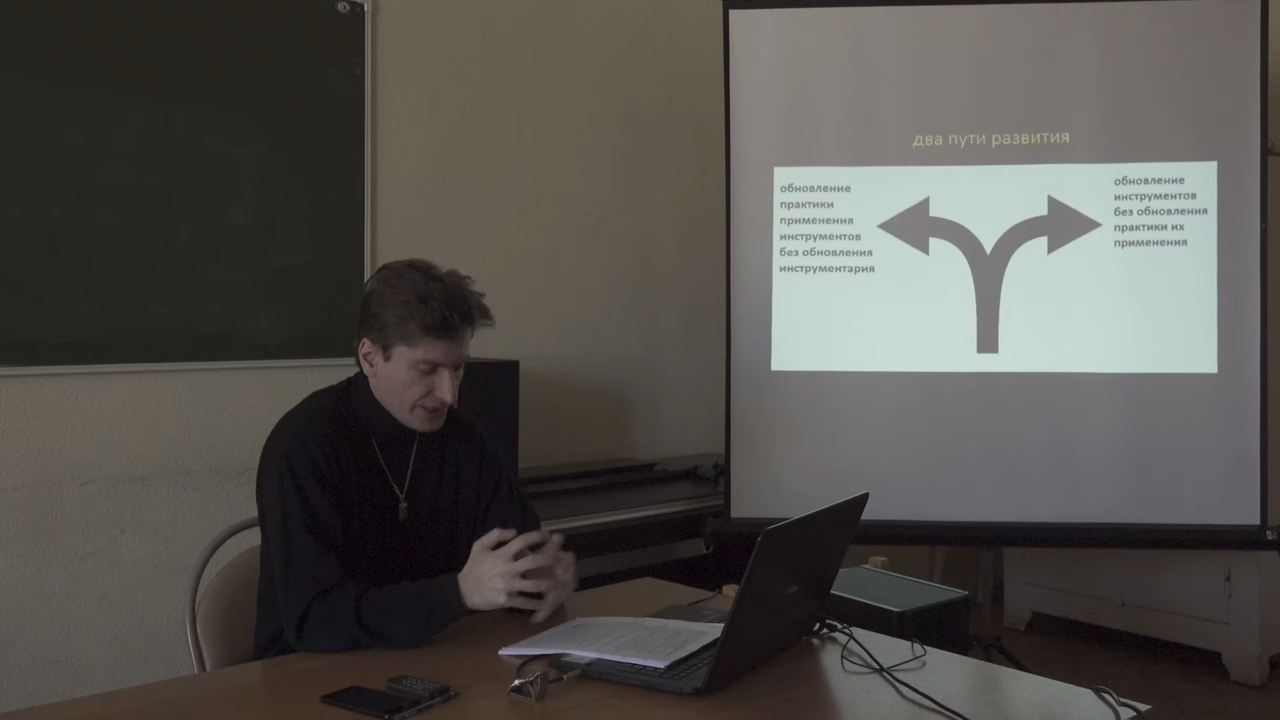 два пути развития
обновление
практики
применения
инструментов
без обновления
инструментария
обновление
инструментов
без обновления
практики их
применения